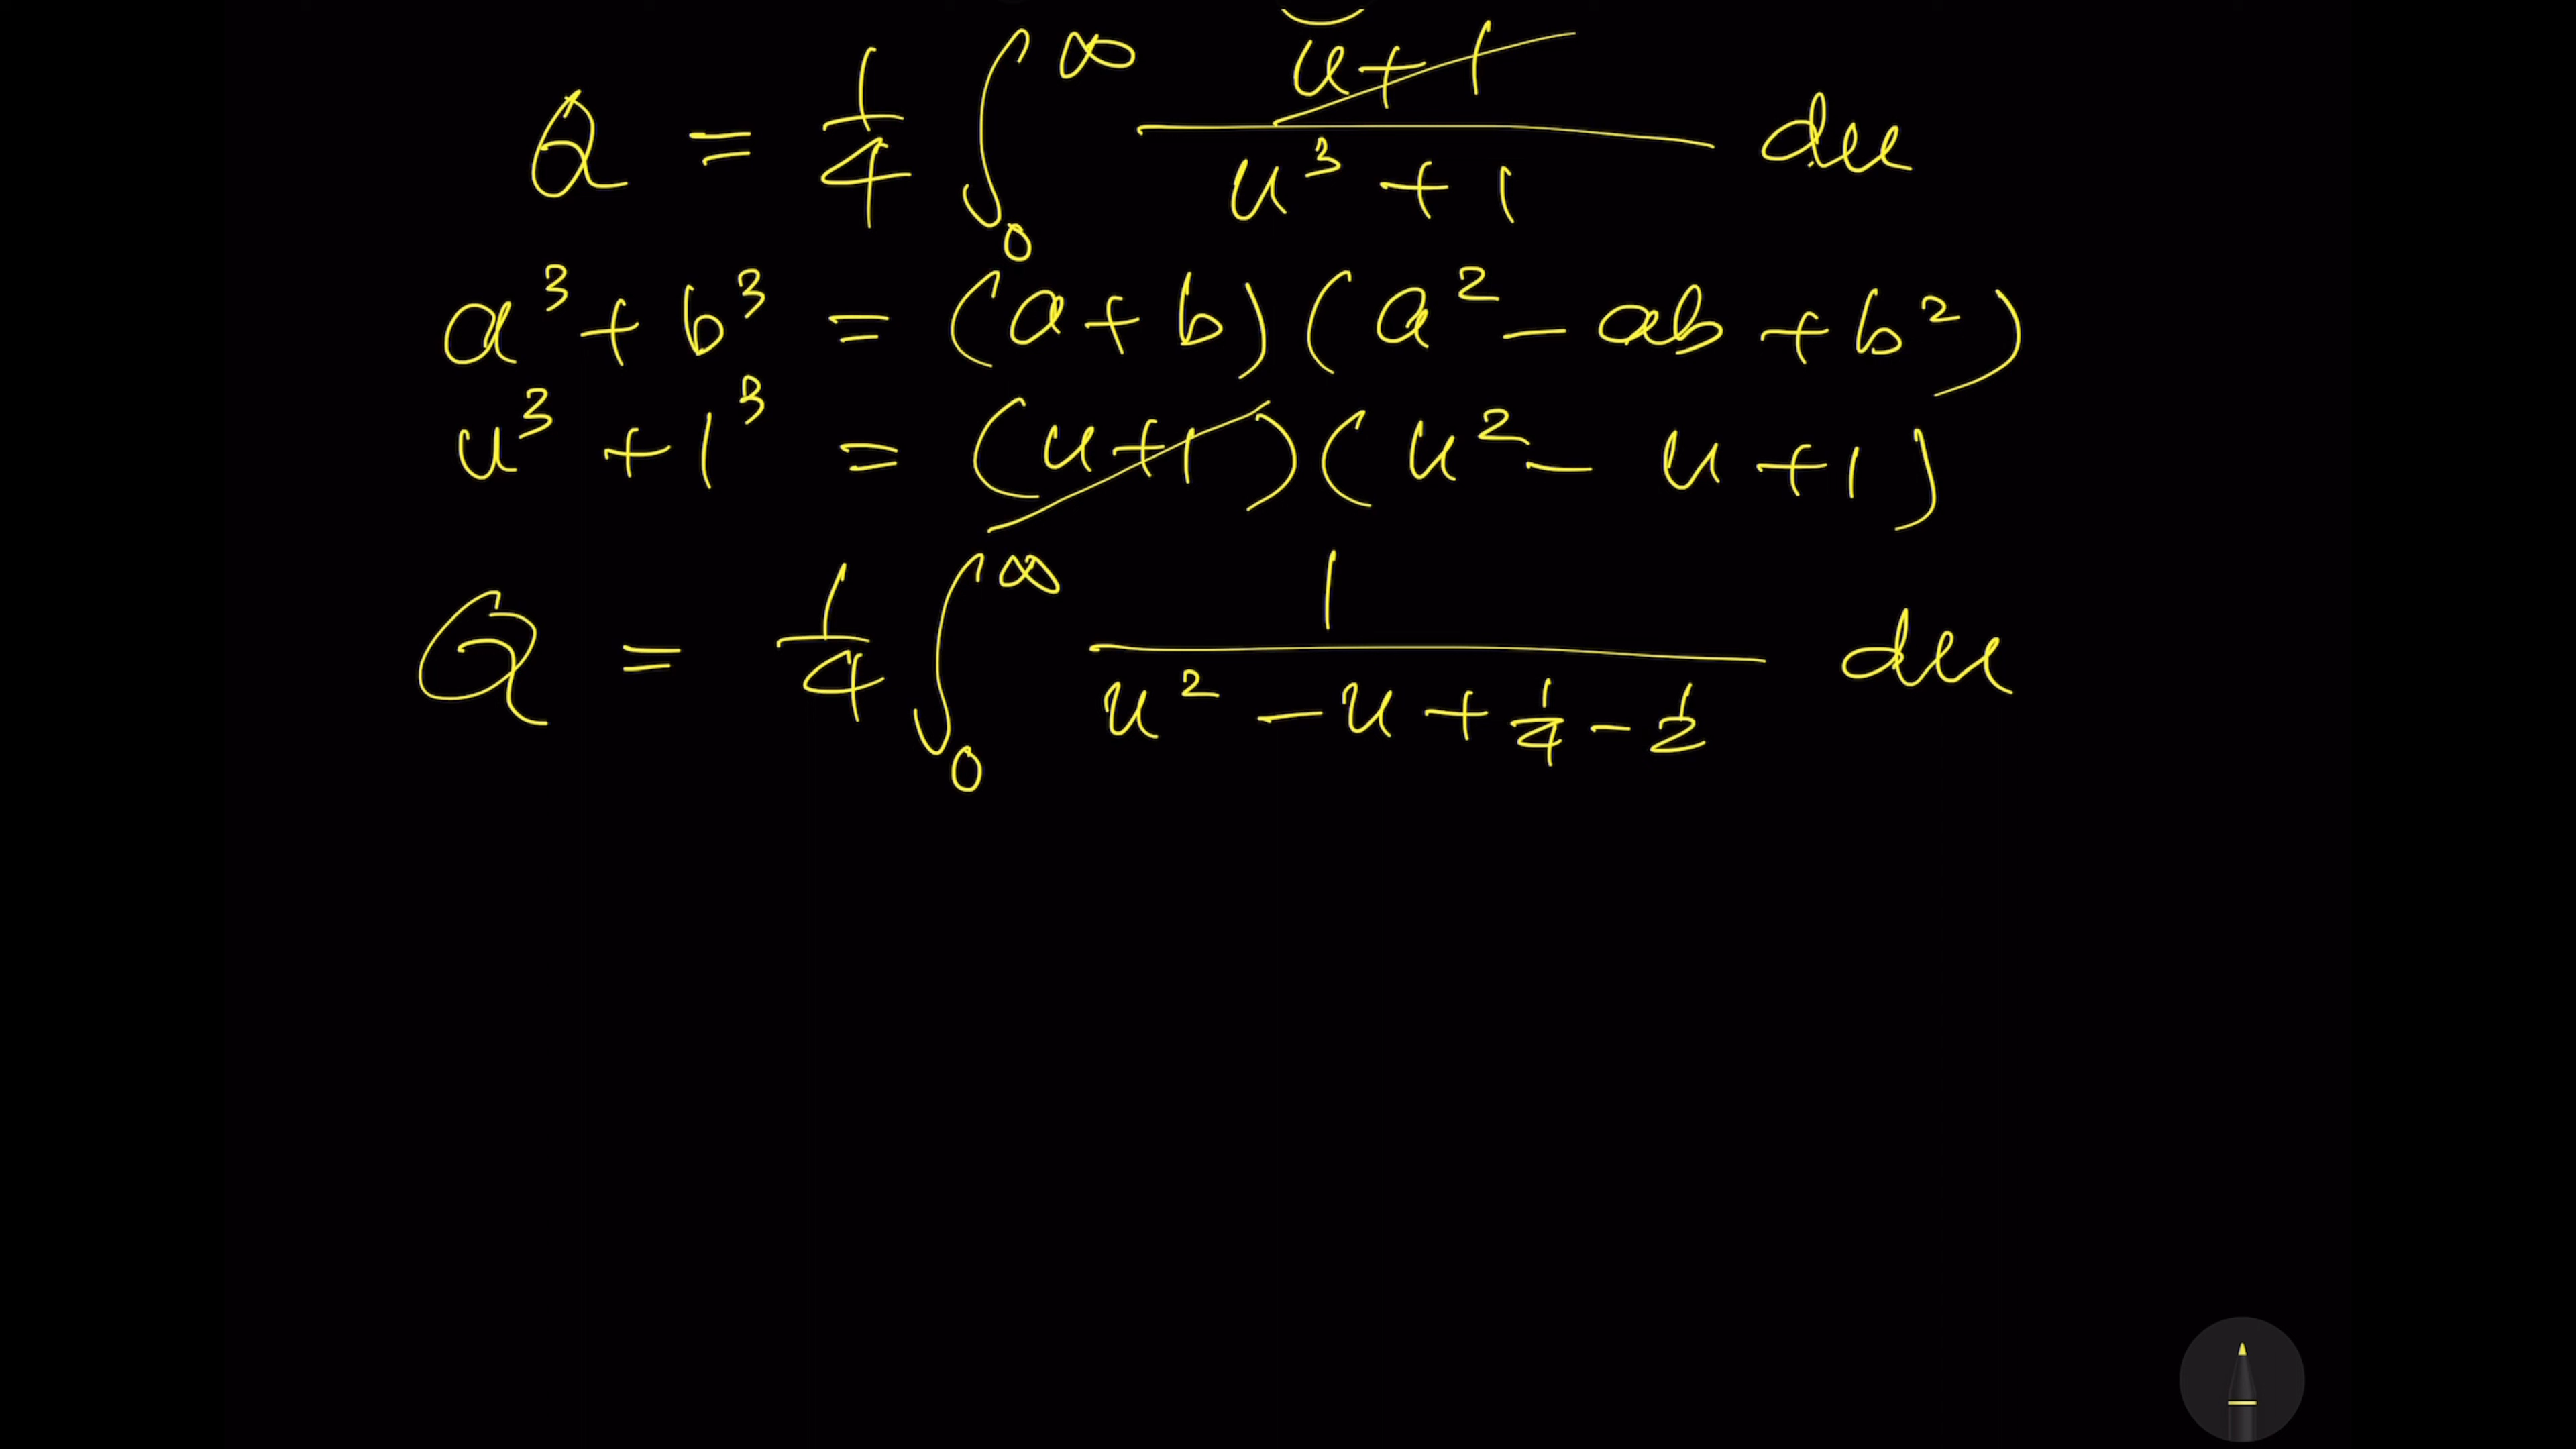 Q = 1/4 ∫₀^∞ (u+1)/(u³+1) du
a³ + b³ = (a+b)(a² − ab + b²)
u³ + 1³ = (u+1)(u² − u + 1)
Q = 1/4 ∫₀^∞ 1/(u² − u + 1/4 − 1/2) du